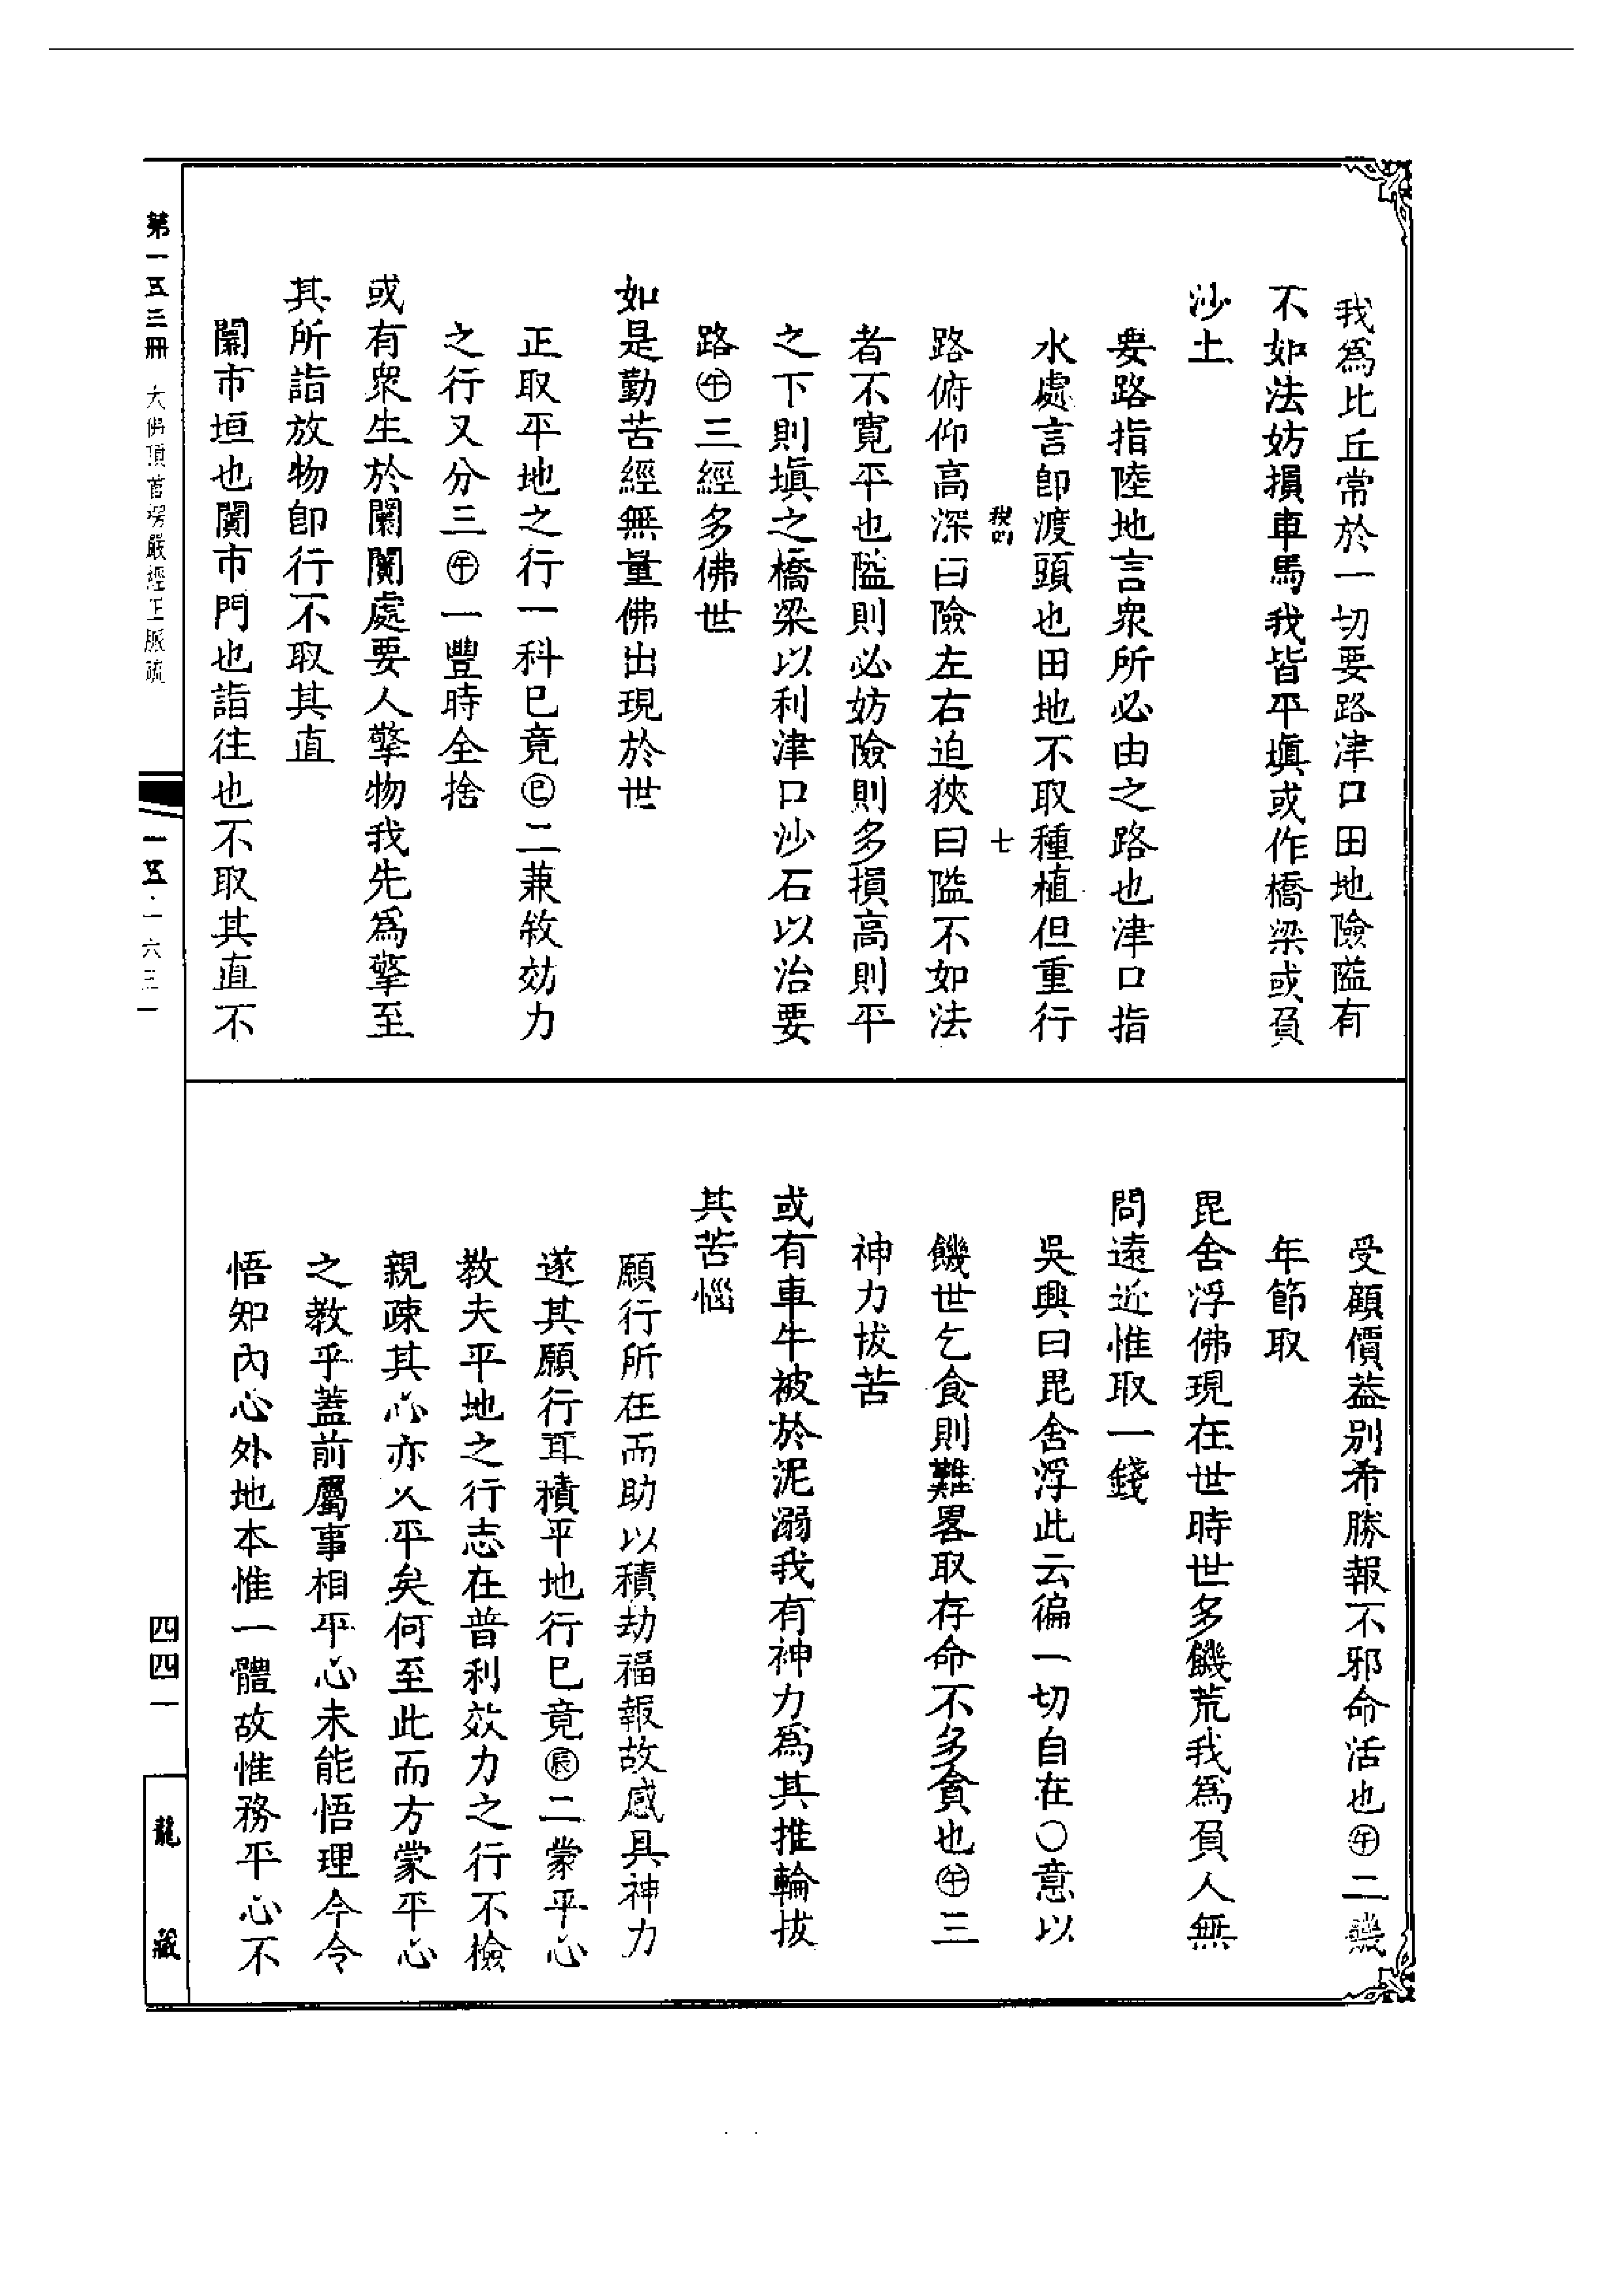 我爲比丘常於一切要路津口田地險隘有
不如法妨損車馬我皆平塡或作橋梁或負
沙土
要路指陸地言衆所必由之路也津口指
水處言卽渡頭也田地不取種植但重行
七
路俯仰高深曰險左右迫狹曰隘不如法
者不寬平也隘則必妨險則多損高則平
之下則塡之橋梁以利津口沙石以治要
路㊌三經多佛世
如是勤苦經無量佛出現於世
正取平地之行一科已竟㊋二兼敘効力
之行又分三㊌一豐時全捨
或有衆生於闤闠處要人擎物我先爲擎至
其所詣放物卽行不取其直
闤市垣也闠市門也詣往也不取其直不
受顧價葢別希勝報不邪命活也午二饑
年節取
毘舍浮佛現在世時世多饑荒我爲負人無
問遠近惟取一錢
吳興曰毘舍浮此云徧一切自在〇意以
饑世乞食則難畧取存命不多貪也午三
神力拔苦
或有車牛被於泥溺我有神力爲其推輪拔
其苦惱
願行所在而助以積劫福報故感具神力
遂其願行耳積平地行已竟辰二蒙平心
教夫平地之行志在普利效力之行不檢
親疎其心亦乆平矣何至此而方蒙平心
之教乎蓋前屬事相平心未能悟理今令
悟知內心外地本惟一體故惟務平心不
第一五三冊 大佛頂首楞嚴經正脈疏
一五·一六三一
四四一
龍藏